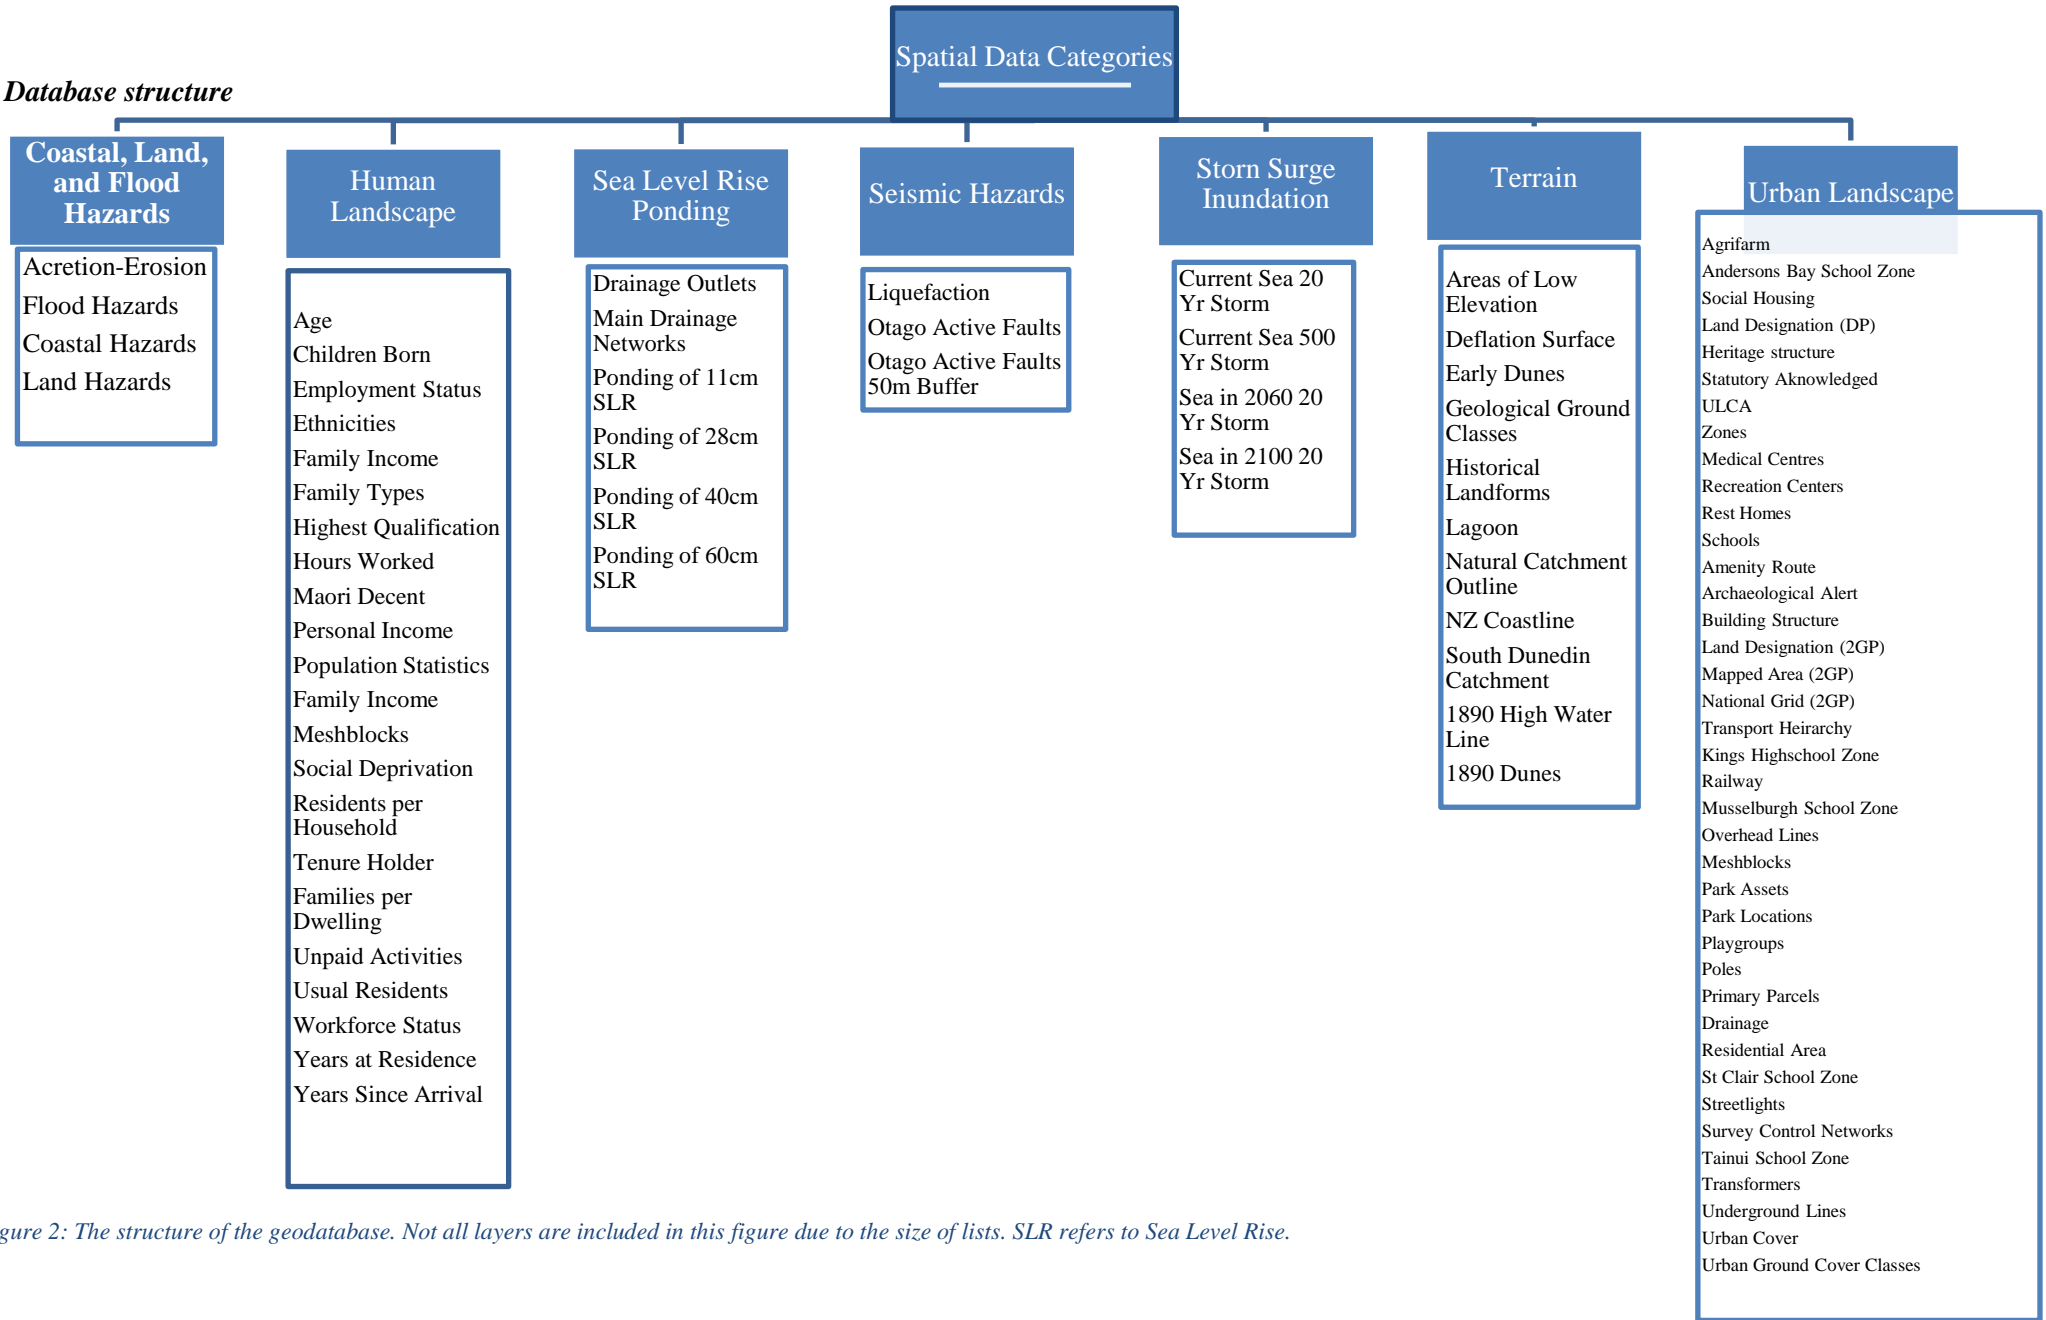 Spatial Data Categories
Database structure
Coastal, Land,
and Flood
Hazards
Acretion-Erosion
Flood Hazards
Coastal Hazards
Land Hazards
Human
Landscape
Age
Children Born
Employment Status
Ethnicities
Family Income
Family Types
Highest Qualification
Hours Worked
Maori Decent
Personal Income
Population Statistics
Family Income
Meshblocks
Social Deprivation
Residents per
Household
Tenure Holder
Families per
Dwelling
Unpaid Activities
Usual Residents
Workforce Status
Years at Residence
Years Since Arrival
Sea Level Rise
Ponding
Drainage Outlets
Main Drainage
Networks
Ponding of 11cm
SLR
Ponding of 28cm
SLR
Ponding of 40cm
SLR
Ponding of 60cm
SLR
Seismic Hazards
Liquefaction
Otago Active Faults
Otago Active Faults
50m Buffer
Storn Surge
Inundation
Current Sea 20
Yr Storm
Current Sea 500
Yr Storm
Sea in 2060 20
Yr Storm
Sea in 2100 20
Yr Storm
Terrain
Areas of Low
Elevation
Deflation Surface
Early Dunes
Geological Ground
Classes
Historical
Landforms
Lagoon
Natural Catchment
Outline
NZ Coastline
South Dunedin
Catchment
1890 High Water
Line
1890 Dunes
Urban Landscape
Agrifarm
Andersons Bay School Zone
Social Housing
Land Designation (DP)
Heritage structure
Statutory Aknowledged
ULCA
Zones
Medical Centres
Recreation Centers
Rest Homes
Schools
Amenity Route
Archaeological Alert
Building Structure
Land Designation (2GP)
Mapped Area (2GP)
National Grid (2GP)
Transport Heirarchy
Kings Highschool Zone
Railway
Musselburgh School Zone
Overhead Lines
Meshblocks
Park Assets
Park Locations
Playgroups
Poles
Primary Parcels
Drainage
Residential Area
St Clair School Zone
Streetlights
Survey Control Networks
Tainui School Zone
Transformers
Underground Lines
Urban Cover
Urban Ground Cover Classes
gure 2: The structure of the geodatabase. Not all layers are included in this figure due to the size of lists. SLR refers to Sea Level Rise.